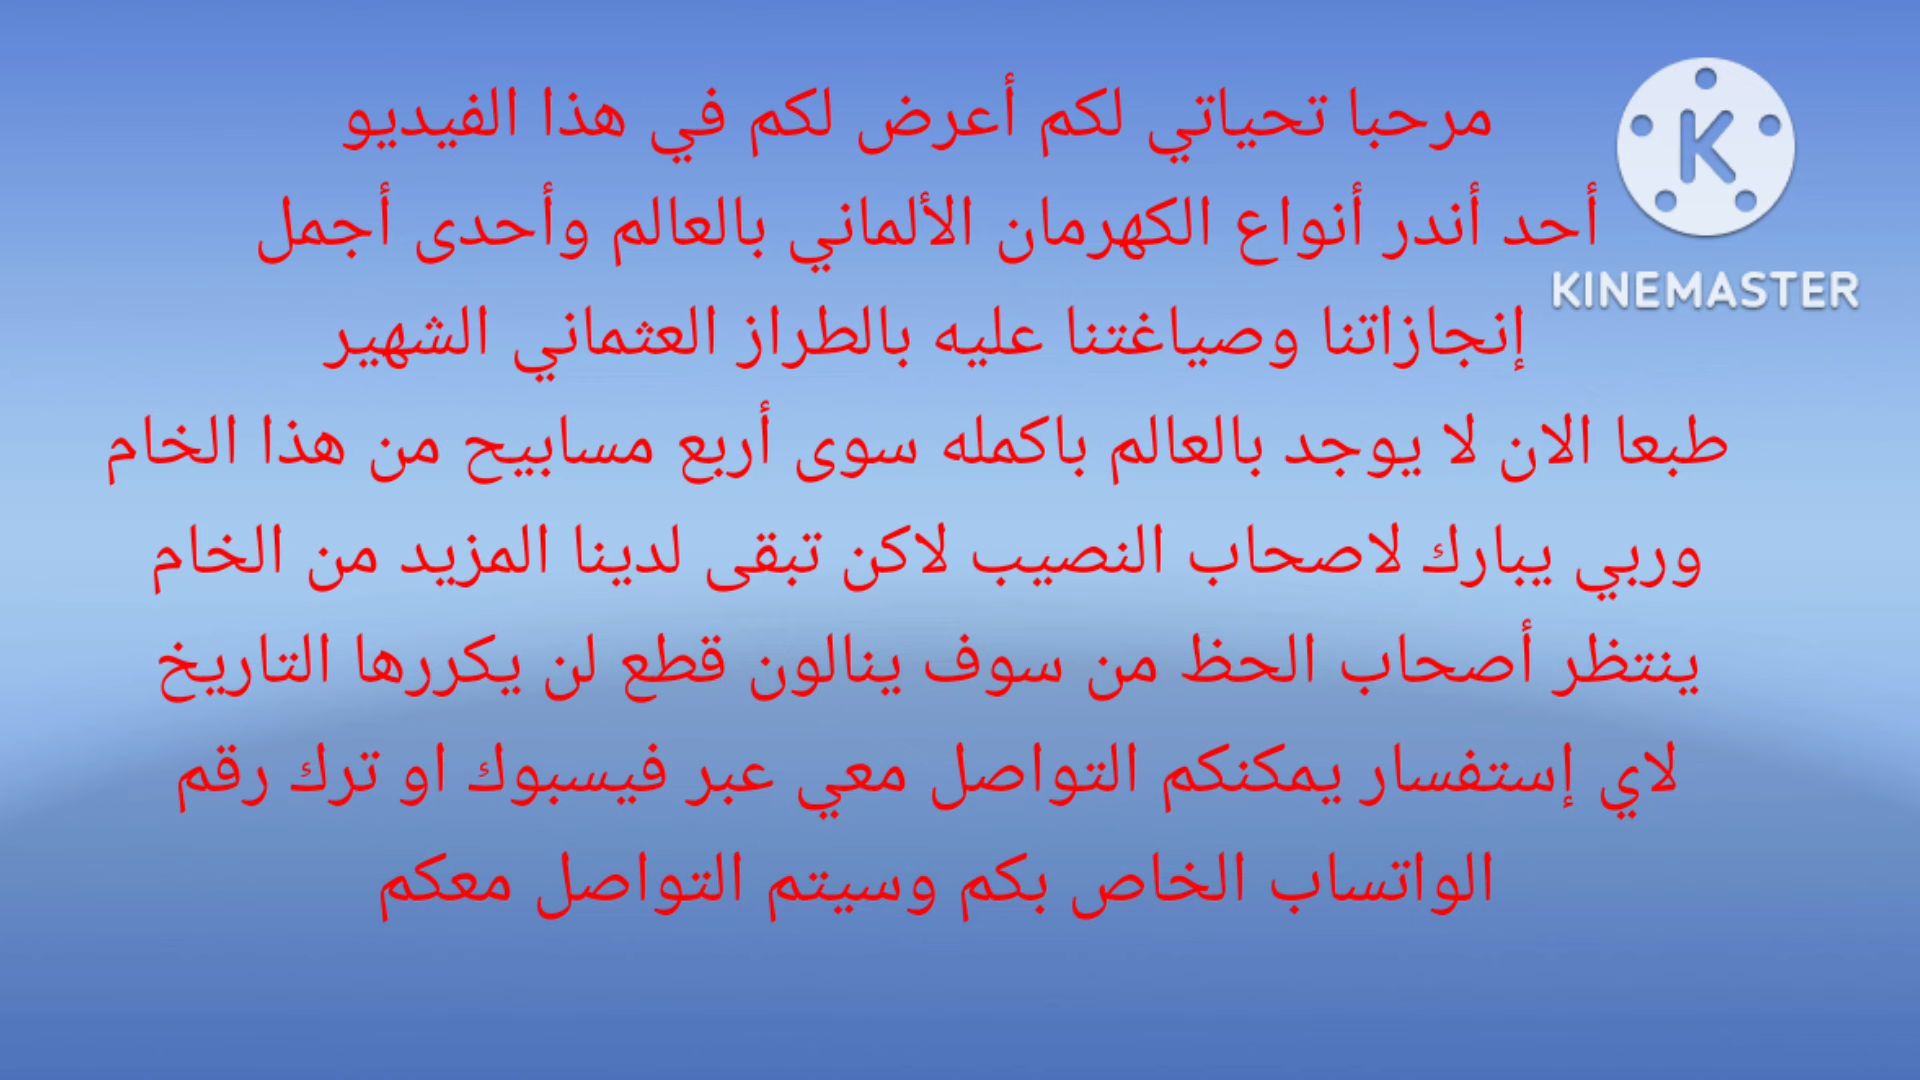 مرحبا تحياتي لكم أعرض لكم في هذا الفيديو
أحد أندر أنواع الكهرمان الألماني بالعالم وأحدى أجمل
إنجازاتنا وصياغتنا عليه بالطراز العثماني الشهير
طبعا الان لا يوجد بالعالم باكمله سوى أربع مسابيح من هذا الخام
وربي يبارك لاصحاب النصيب لاكن تبقى لدينا المزيد من الخام
ينتظر أصحاب الحظ من سوف ينالون قطع لن يكررها التاريخ
لاي إستفسار يمكنكم التواصل معي عبر فيسبوك او ترك رقم
الواتساب الخاص بكم وسيتم التواصل معكم
K
KINEMASTER